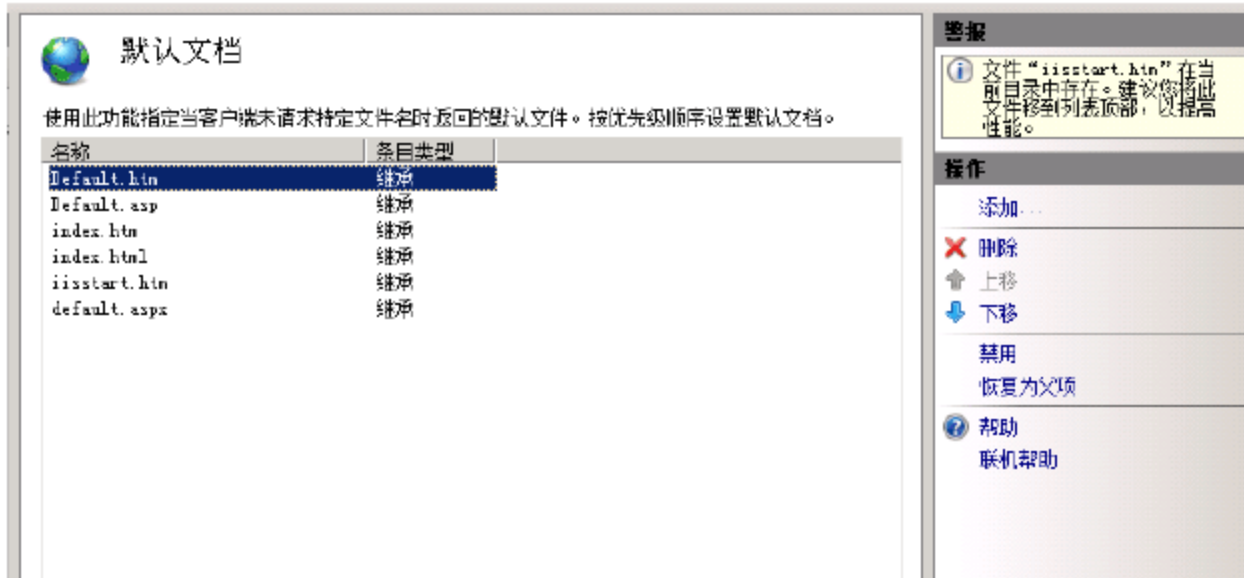 默认文档
使用此功能指定当客户端未请求特定文件名时返回的默认文件。按优先级顺序设置默认文档。
名称 条目类型
Default.htm 继承
Default.asp 继承
index.htm 继承
index.html 继承
iisstart.htm 继承
default.aspx 继承
警报
文件“iisstart.htm”在当
前目录中存在。建议您将此
文件移到列表顶部，以提高
性能。
操作
添加...
删除
上移
下移
禁用
恢复为父项
帮助
联机帮助